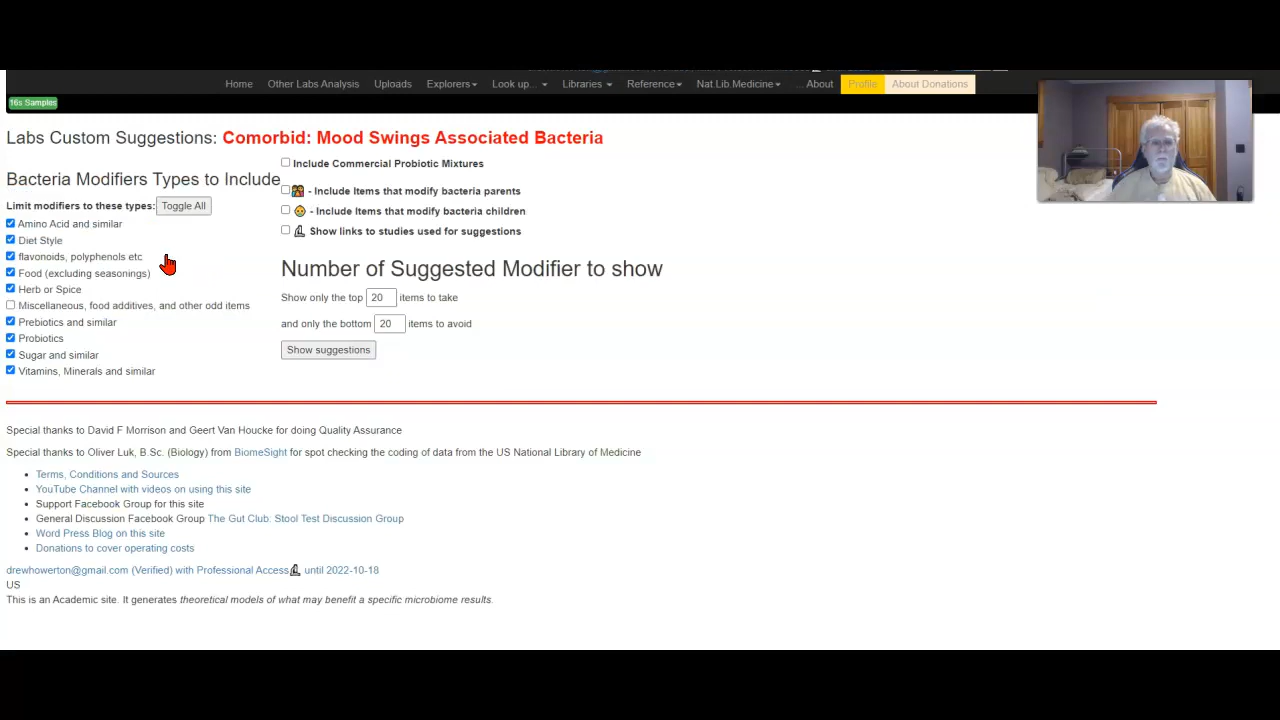 Home Other Labs Analysis Uploads Explorers Look up... Libraries Reference Nat.Lib.Medicine ... About Profile About Donations
16s Samples
Labs Custom Suggestions: Comorbid: Mood Swings Associated Bacteria
Bacteria Modifiers Types to Include
Limit modifiers to these types: Toggle All
Amino Acid and similar
Diet Style
flavonoids, polyphenols etc
Food (excluding seasonings)
Herb or Spice
Miscellaneous, food additives, and other odd items
Prebiotics and similar
Probiotics
Sugar and similar
Vitamins, Minerals and similar
Include Commercial Probiotic Mixtures
- Include Items that modify bacteria parents
- Include Items that modify bacteria children
Show links to studies used for suggestions
Number of Suggested Modifier to show
Show only the top 20 items to take
and only the bottom 20 items to avoid
Show suggestions
Special thanks to David F Morrison and Geert Van Houcke for doing Quality Assurance
Special thanks to Oliver Luk, B.Sc. (Biology) from BiomeSight for spot checking the coding of data from the US National Library of Medicine
Terms, Conditions and Sources
YouTube Channel with videos on using this site
Support Facebook Group for this site
General Discussion Facebook Group The Gut Club. Stool Test Discussion Group
Word Press Blog on this site
Donations to cover operating costs
drewhowerton@gmail.com (Verified) with Professional Access until 2022-10-18
US
This is an Academic site. It generates theoretical models of what may benefit a specific microbiome results.